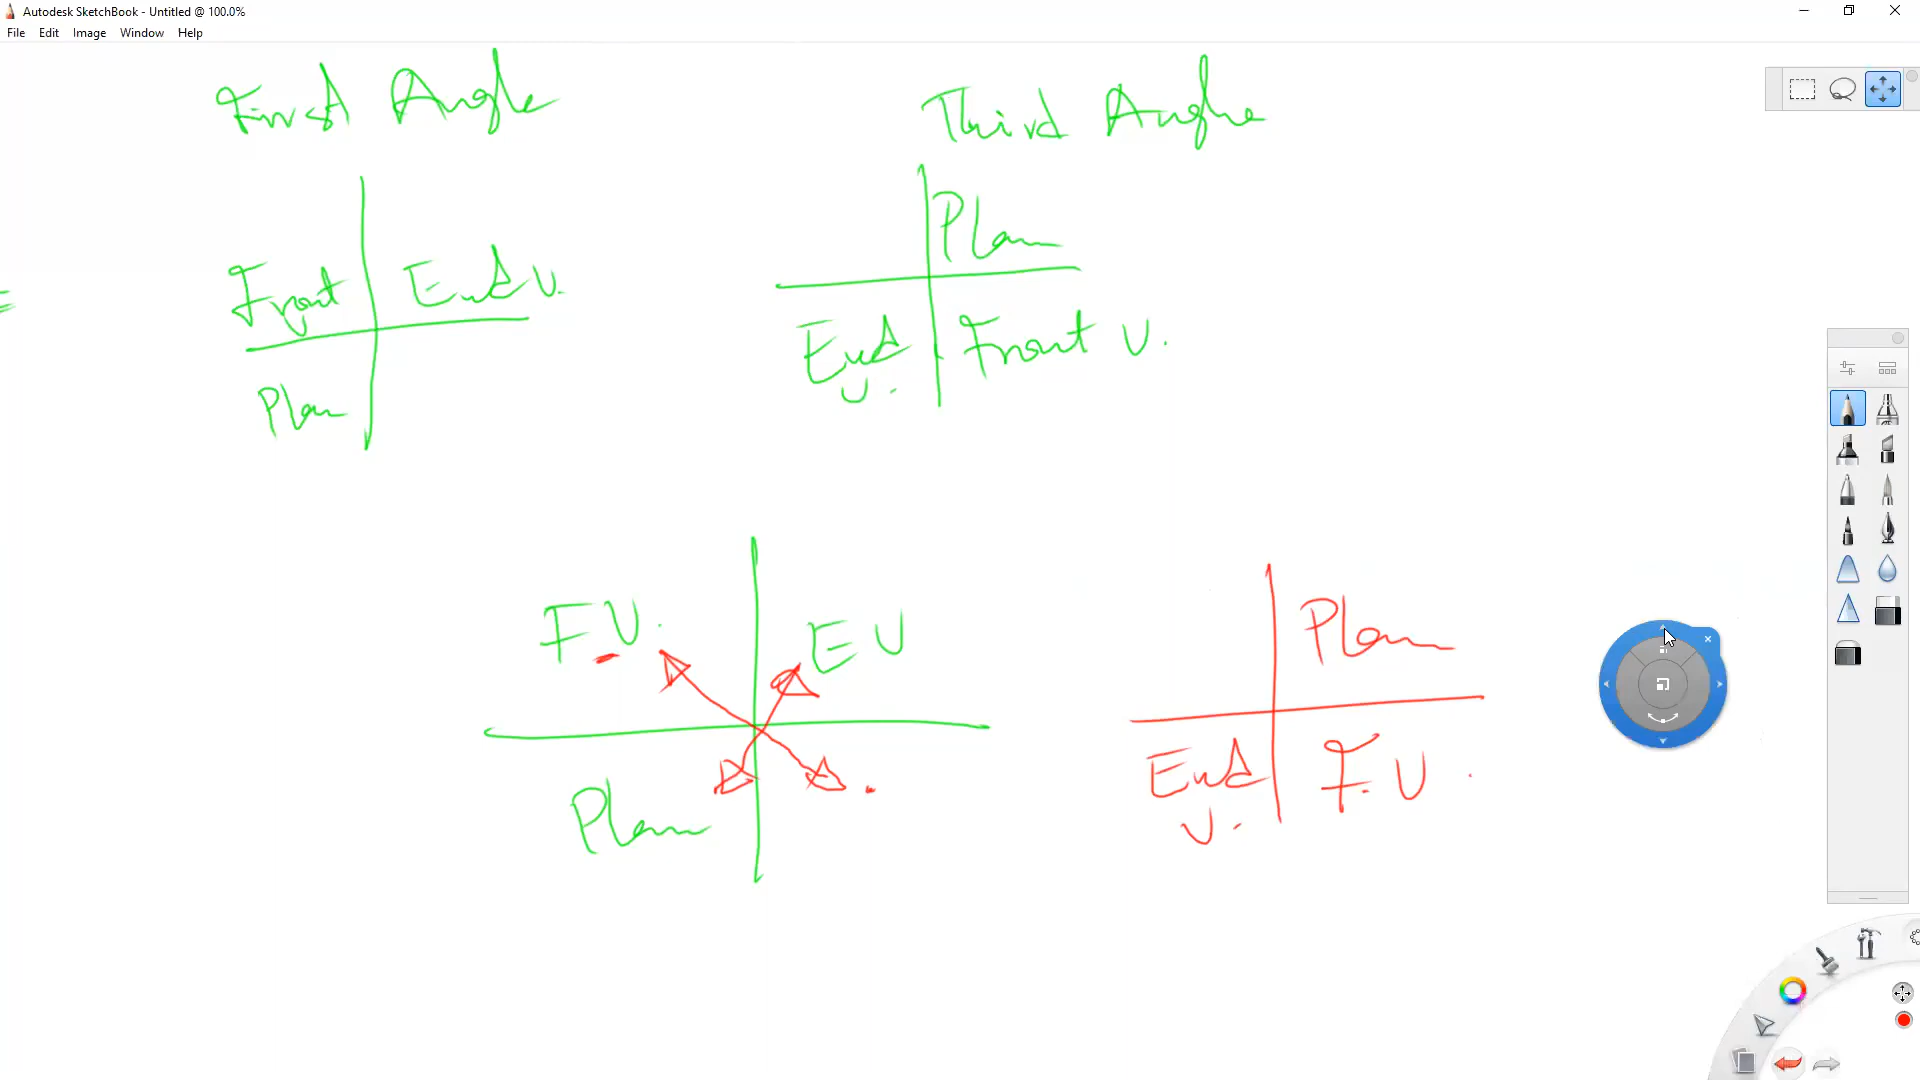 Autodesk SketchBook - Untitled @ 100.0%
File Edit Image Window Help
First Angle
Third Angle
Front End V.
Plan
Plan
End V. Front V.
F V. E V
Plan
Plan
End V. F. V.